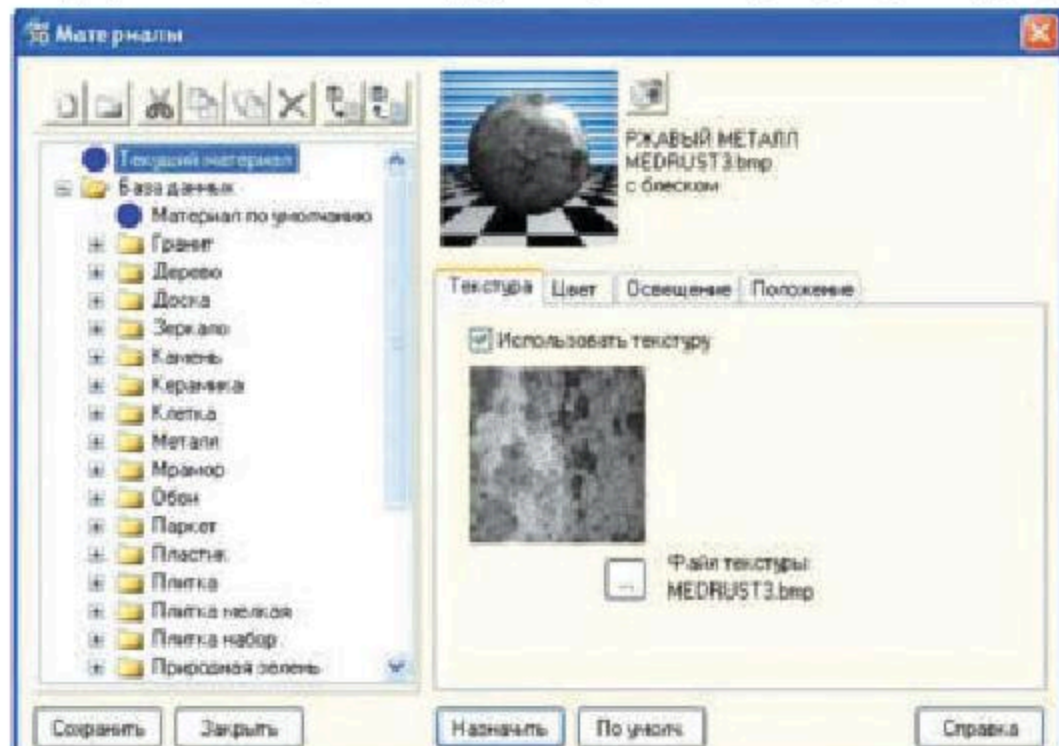 Материалы
Текущий материал
База данных
Материал по умолчанию
Гранит
Дерево
Доска
Зеркало
Камень
Керамика
Клетка
Металл
Мрамор
Обои
Паркет
Пластик
Плитка
Плитка мелкая
Плитка набор
Природная зелень
РЖАВЫЙ МЕТАЛЛ
MEDRUST3.bmp
с блеском
Текстура Цвет Освещение Положение
Использовать текстуру
Файл текстуры:
... MEDRUST3.bmp
Сохранить Закрыть Назначить По умолч. Справка